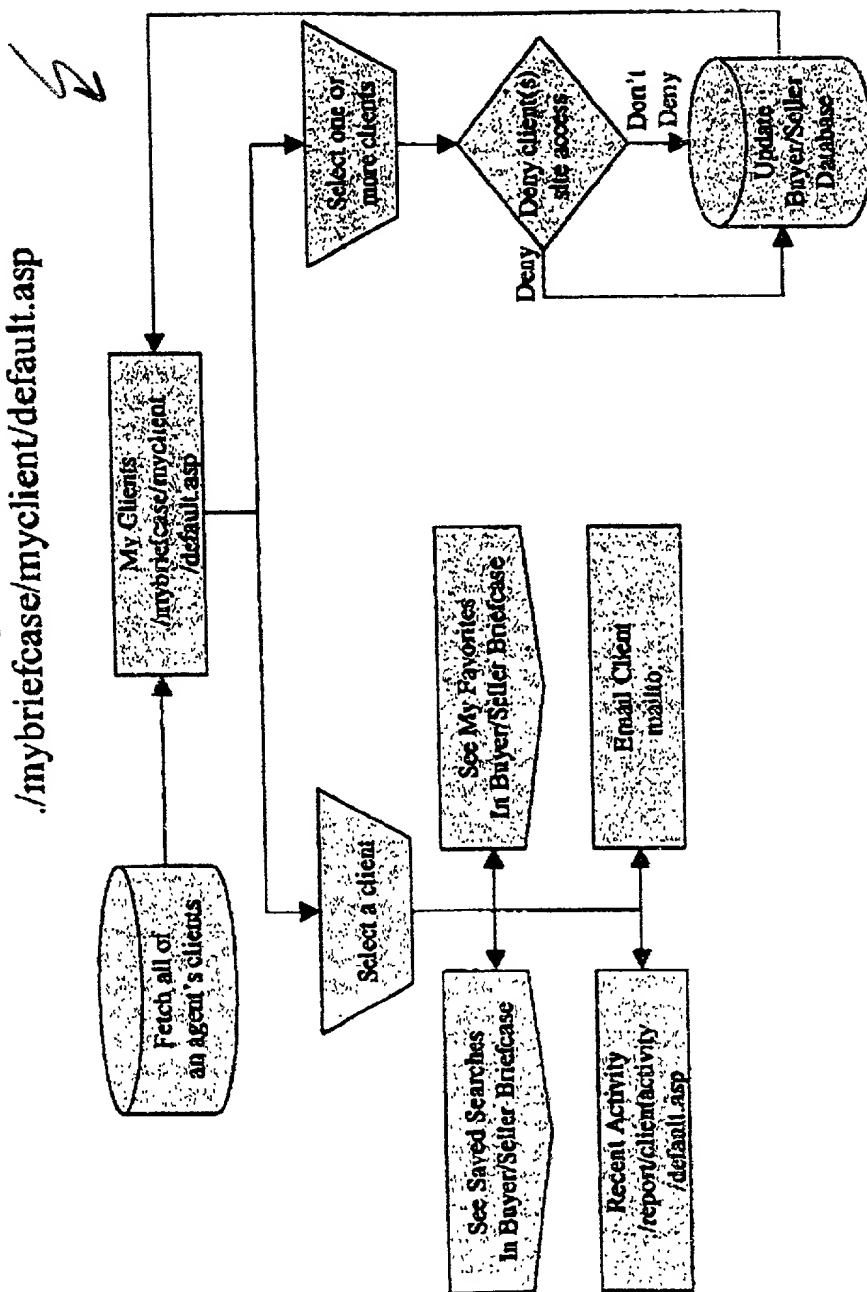 ./mybriefcase/myclient/default.asp
Fetch all of
an agent's clients
My Clients
/mybriefcase/myclient
/default.asp
Select a client
Select one or
more clients
See Saved Searches
In Buyer/Seller Briefcase
See My Favorites
In Buyer/Seller Briefcase
Recent Activity
/report/clientactivity
/default.asp
Email Client
mailto
Deny client(s)
site access
Deny
Don't
Deny
Update
Buyer/Seller
Database